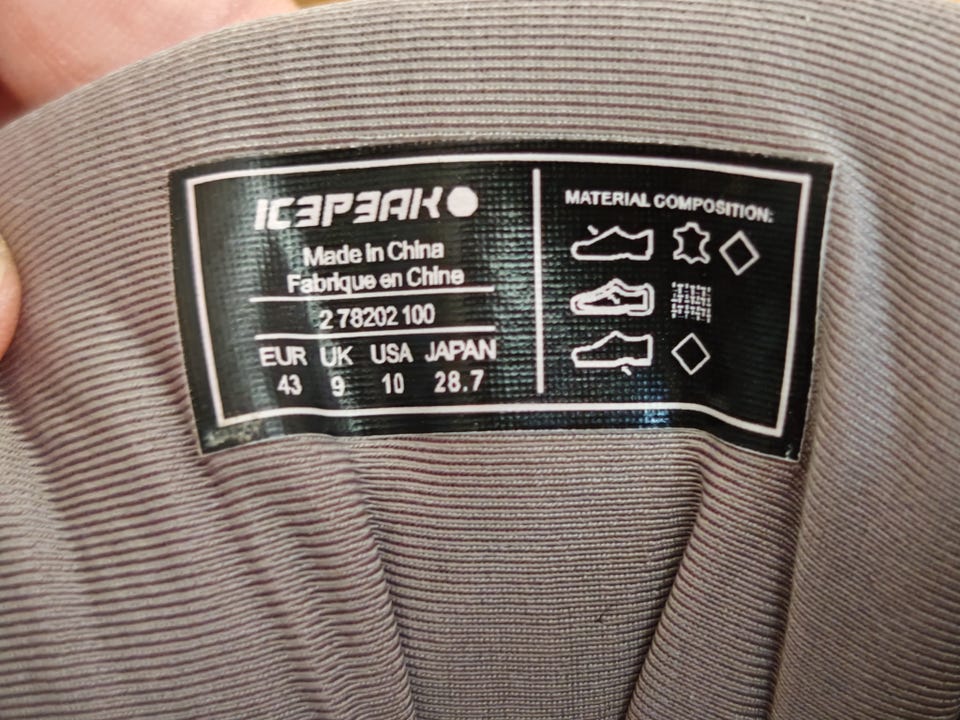 ICEPEAK
Made in China
Fabrique en Chine
2 78202 100
EUR UK USA JAPAN
43 9 10 28.7
MATERIAL COMPOSITION: